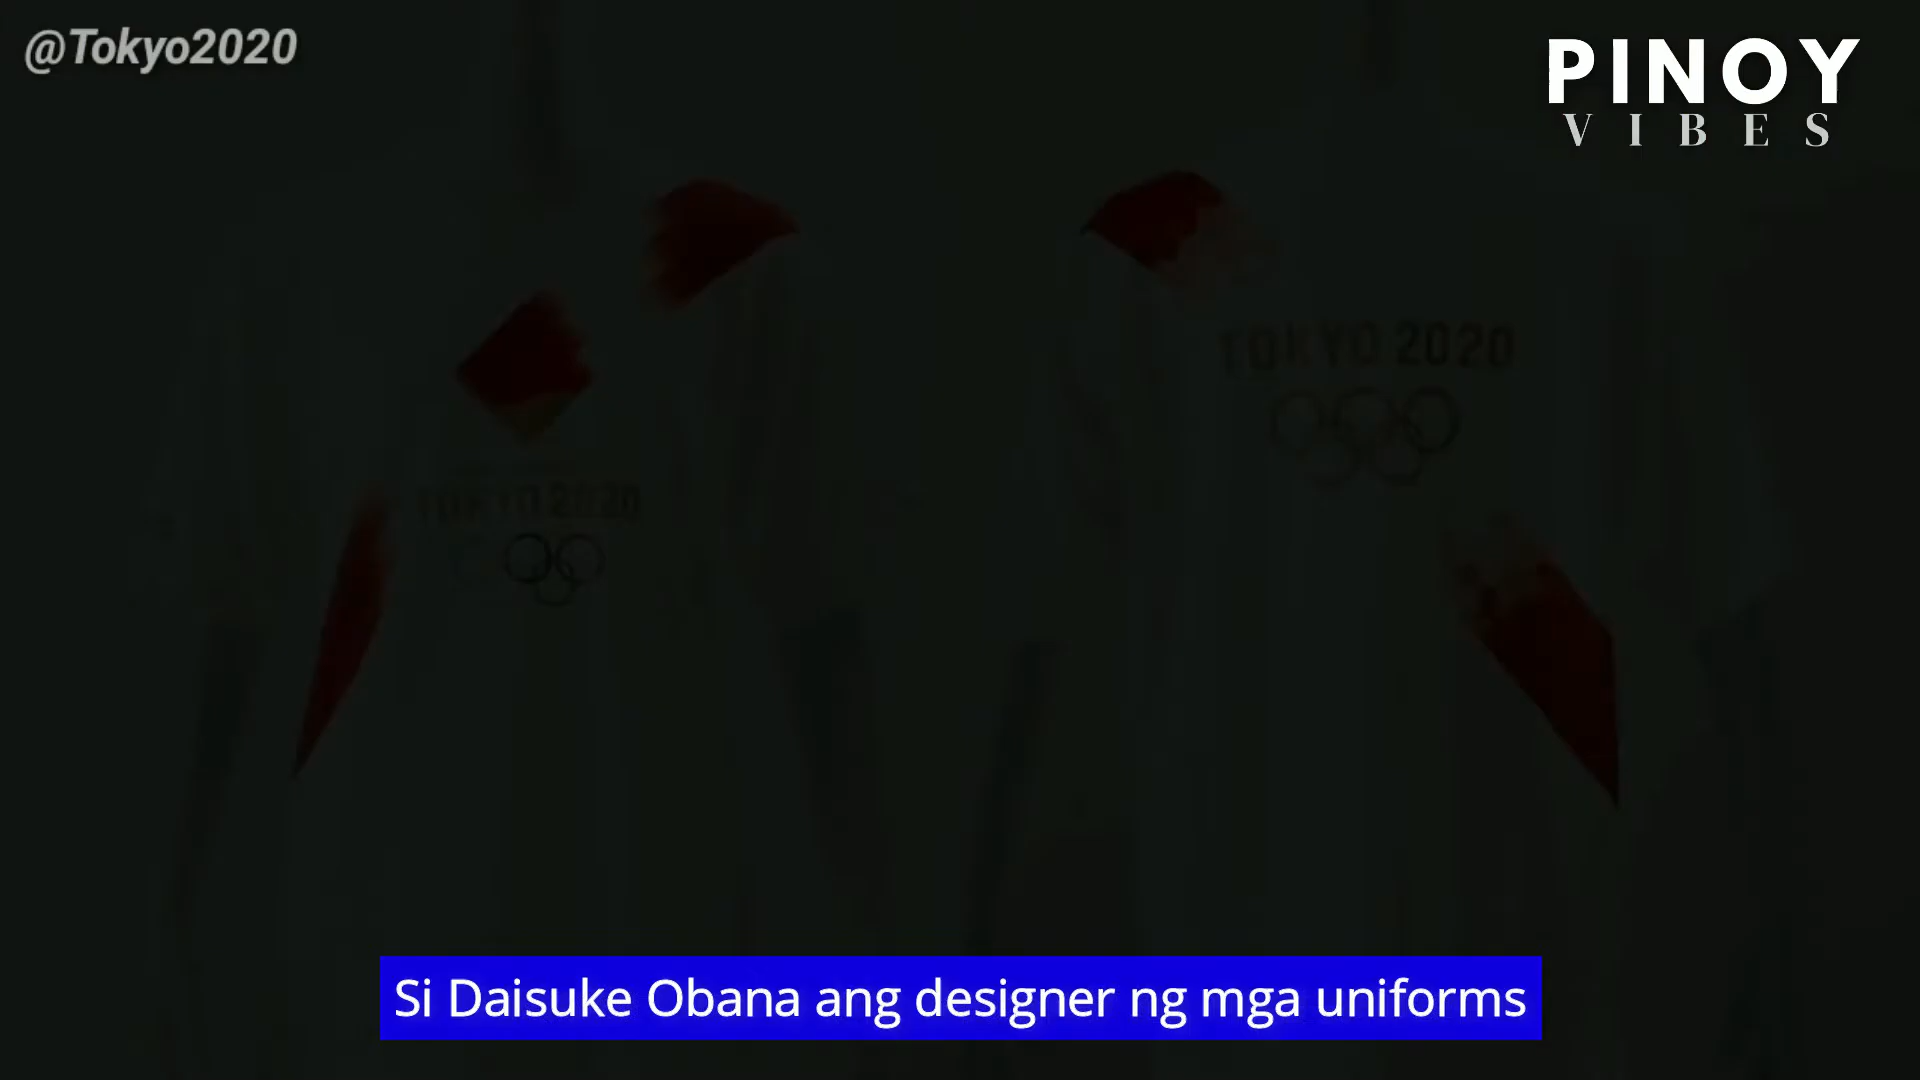 @Tokyo2020
PINOY
VIBES
TOKYO 2020
TOKYO 2020
Si Daisuke Obana ang designer ng mga uniforms